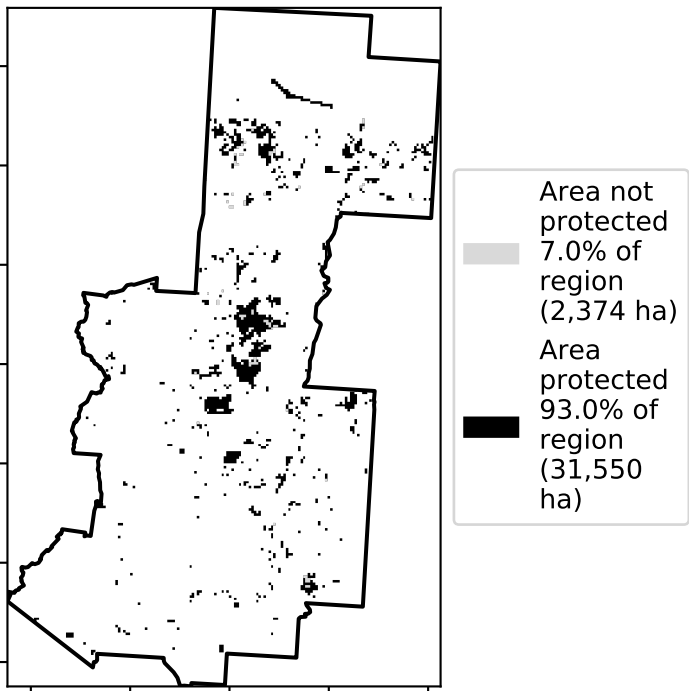 Area not
protected
7.0% of
region
(2,374 ha)
Area
protected
93.0% of
region
(31,550
ha)